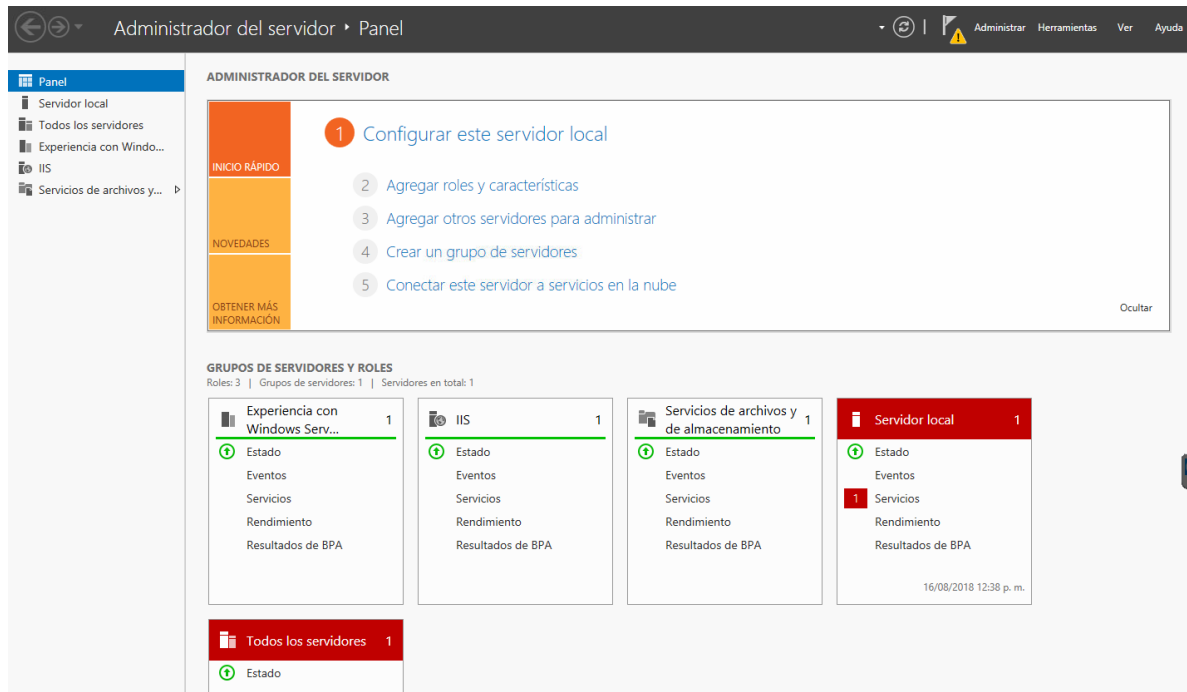 Administrador del servidor ‣ Panel
Administrar Herramientas Ver Ayuda
Panel
Servidor local
Todos los servidores
Experiencia con Windo...
IIS
Servicios de archivos y...
ADMINISTRADOR DEL SERVIDOR
INICIO RÁPIDO
NOVEDADES
OBTENER MÁS
INFORMACIÓN
1 Configurar este servidor local
2 Agregar roles y características
3 Agregar otros servidores para administrar
4 Crear un grupo de servidores
5 Conectar este servidor a servicios en la nube
Ocultar
GRUPOS DE SERVIDORES Y ROLES
Roles: 3 | Grupos de servidores: 1 | Servidores en total: 1
Experiencia con
Windows Serv... 1
Estado
Eventos
Servicios
Rendimiento
Resultados de BPA
IIS 1
Estado
Eventos
Servicios
Rendimiento
Resultados de BPA
Servicios de archivos y
de almacenamiento 1
Estado
Eventos
Servicios
Rendimiento
Resultados de BPA
Servidor local 1
Estado
Eventos
1 Servicios
Rendimiento
Resultados de BPA
16/08/2018 12:38 p. m.
Todos los servidores 1
Estado